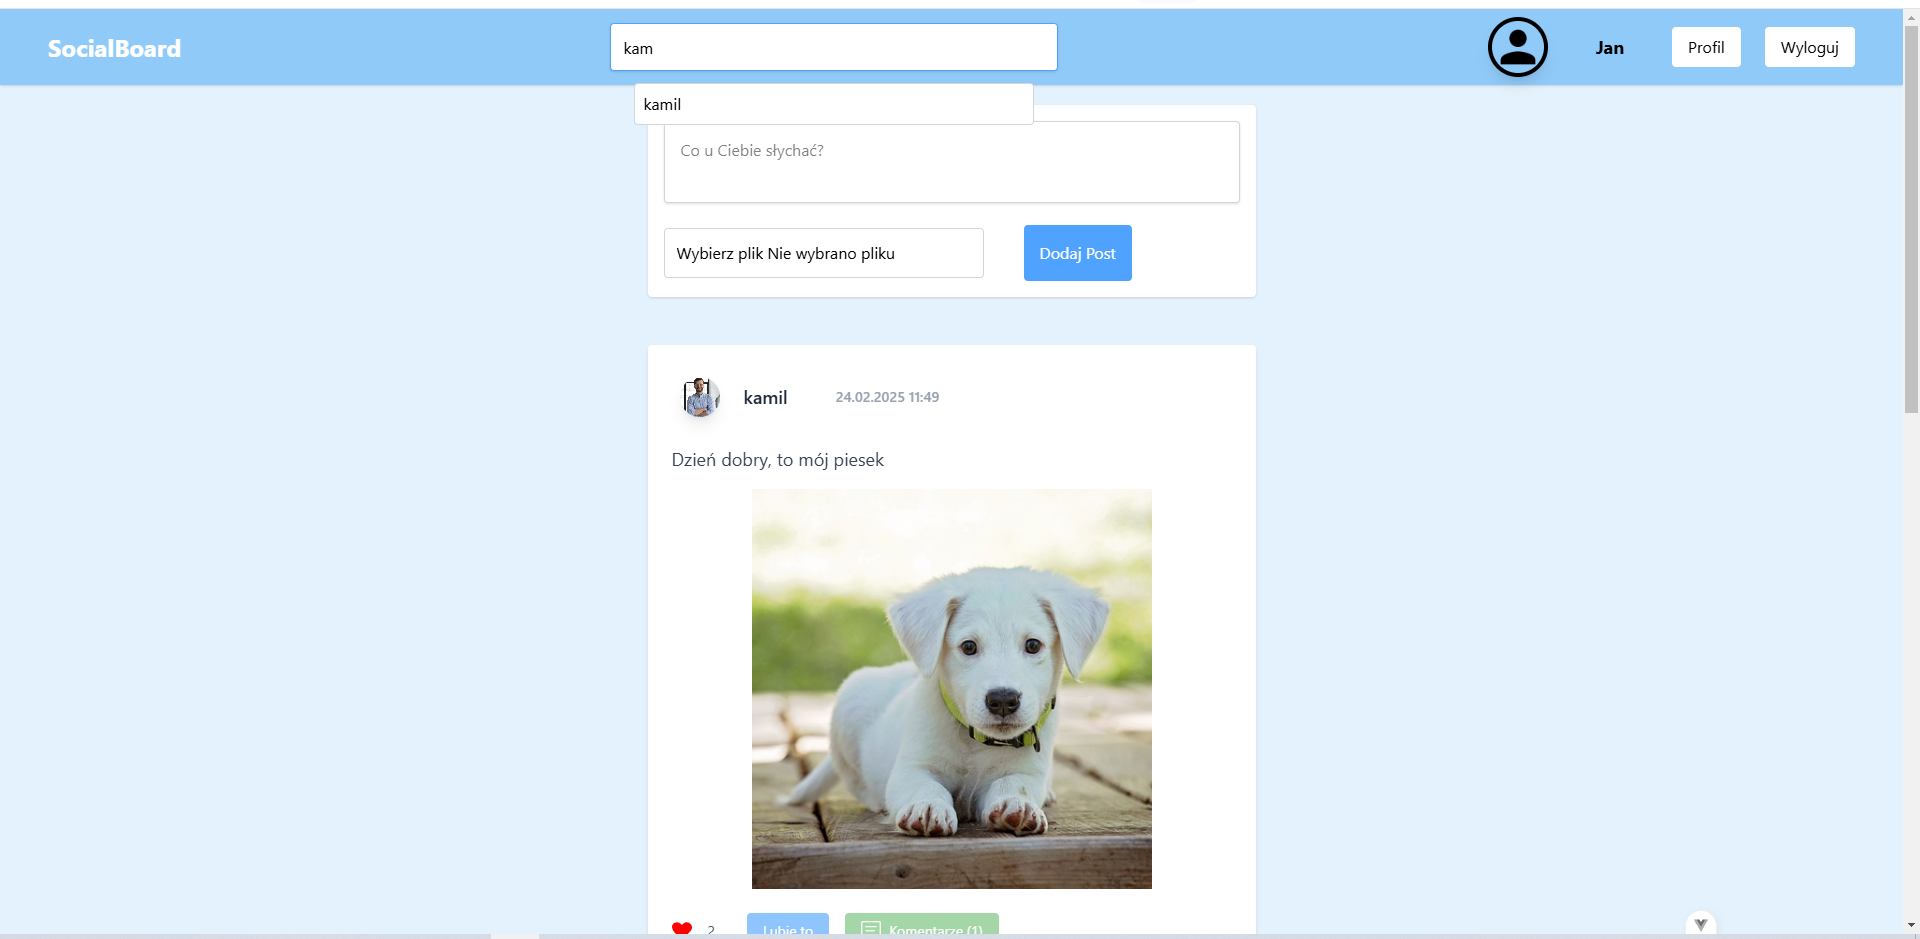 SocialBoard
kam
Jan
Profil
Wyloguj
kamil
Co u Ciebie słychać?
Wybierz plik Nie wybrano pliku
Dodaj Post
kamil
24.02.2025 11:49
Dzień dobry, to mój piesek
2
Lubię to
Komentarze (1)